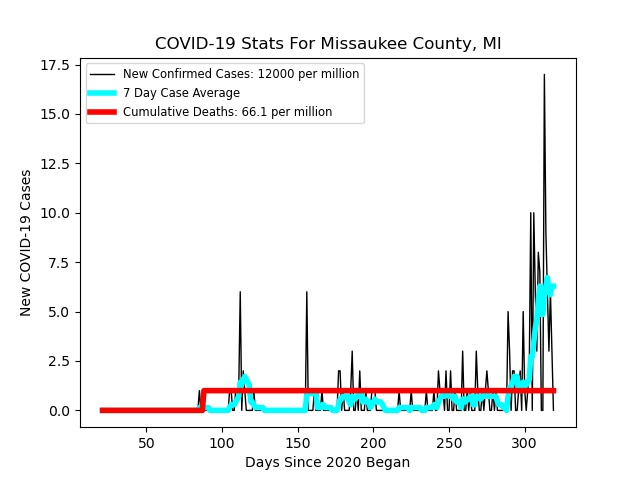 COVID-19 Stats For Missaukee County, MI
New Confirmed Cases: 12000 per million
7 Day Case Average
Cumulative Deaths: 66.1 per million
New COVID-19 Cases
17.5
15.0
12.5
10.0
7.5
5.0
2.5
0.0
50 100 150 200 250 300
Days Since 2020 Began